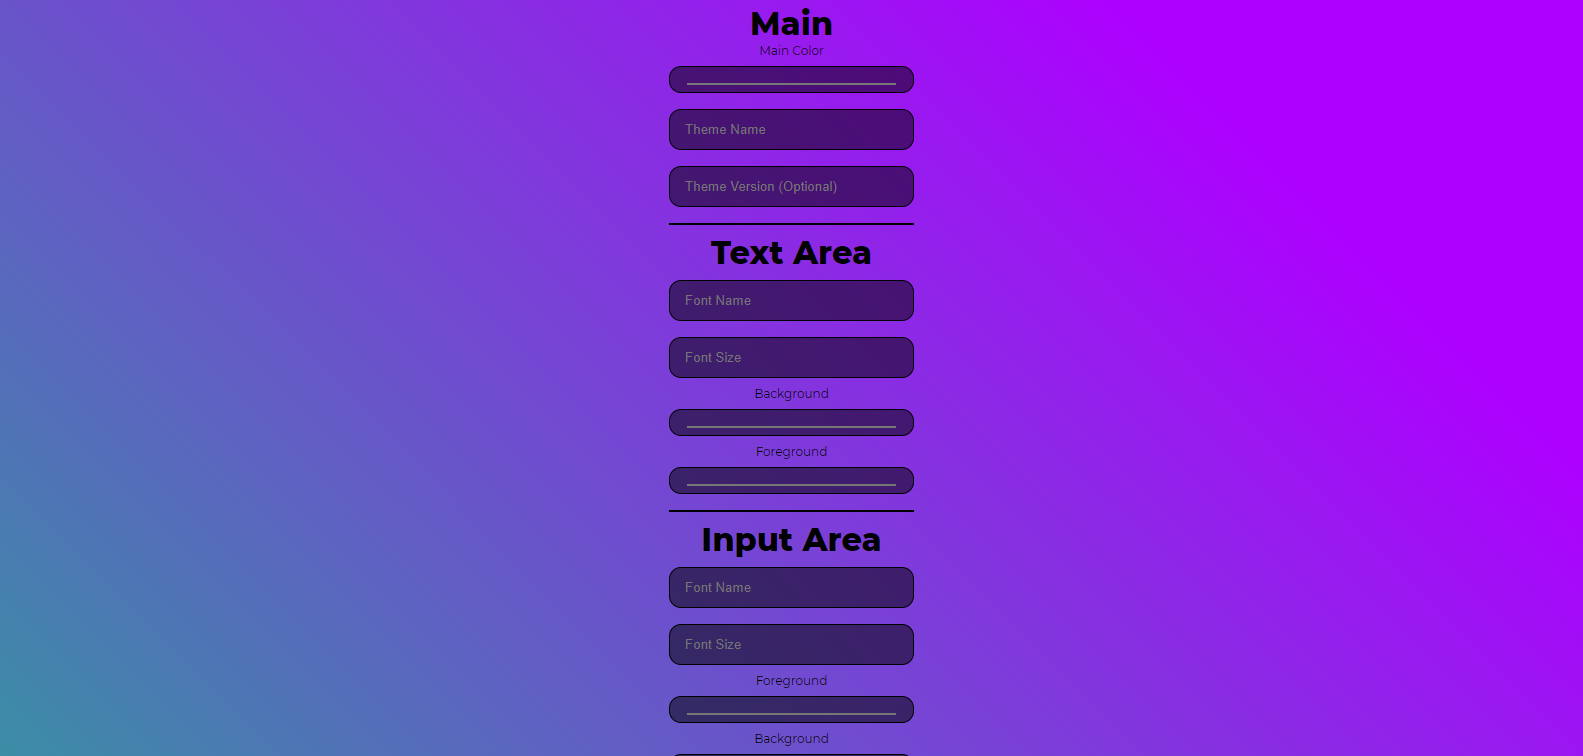 Main
Main Color
Theme Name
Theme Version (Optional)
Text Area
Font Name
Font Size
Background
Foreground
Input Area
Font Name
Font Size
Foreground
Background